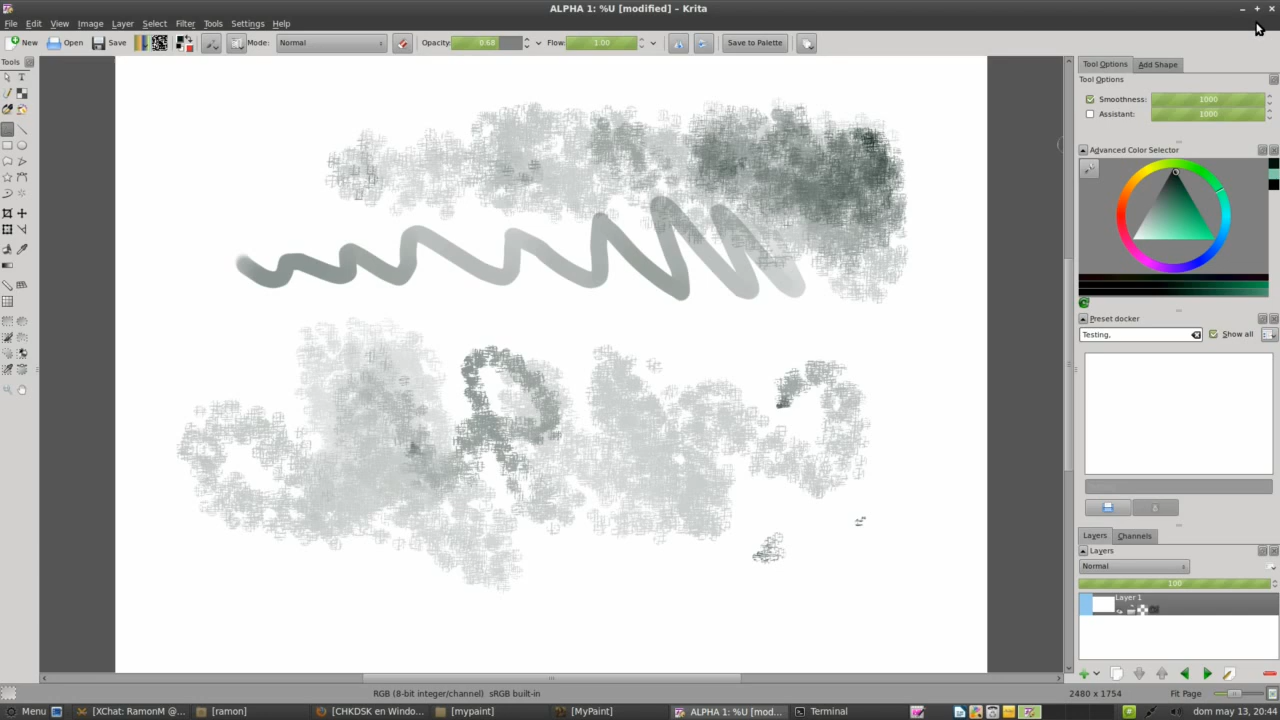 ALPHA 1: %U [modified] – Krita
File Edit View Image Layer Select Filter Tools Settings Help
New Open Save Mode: Normal Opacity: 0.68 Flow: 1.00 Save to Palette
Tools
Tool Options Add Shape
Tool Options
Smoothness: 1000
Assistant: 1000
Advanced Color Selector
Preset docker
Testing, Show all
Layers Channels
Layers
Normal
100
Layer 1
RGB (8-bit integer/channel) sRGB built-in 2480 x 1754 Fit Page
Menu [XChat: RamonM @... [ramon] [CHKDSK en Windo... [mypaint] [MyPaint] ALPHA 1: %U [mod... Terminal dom may 13, 20:44